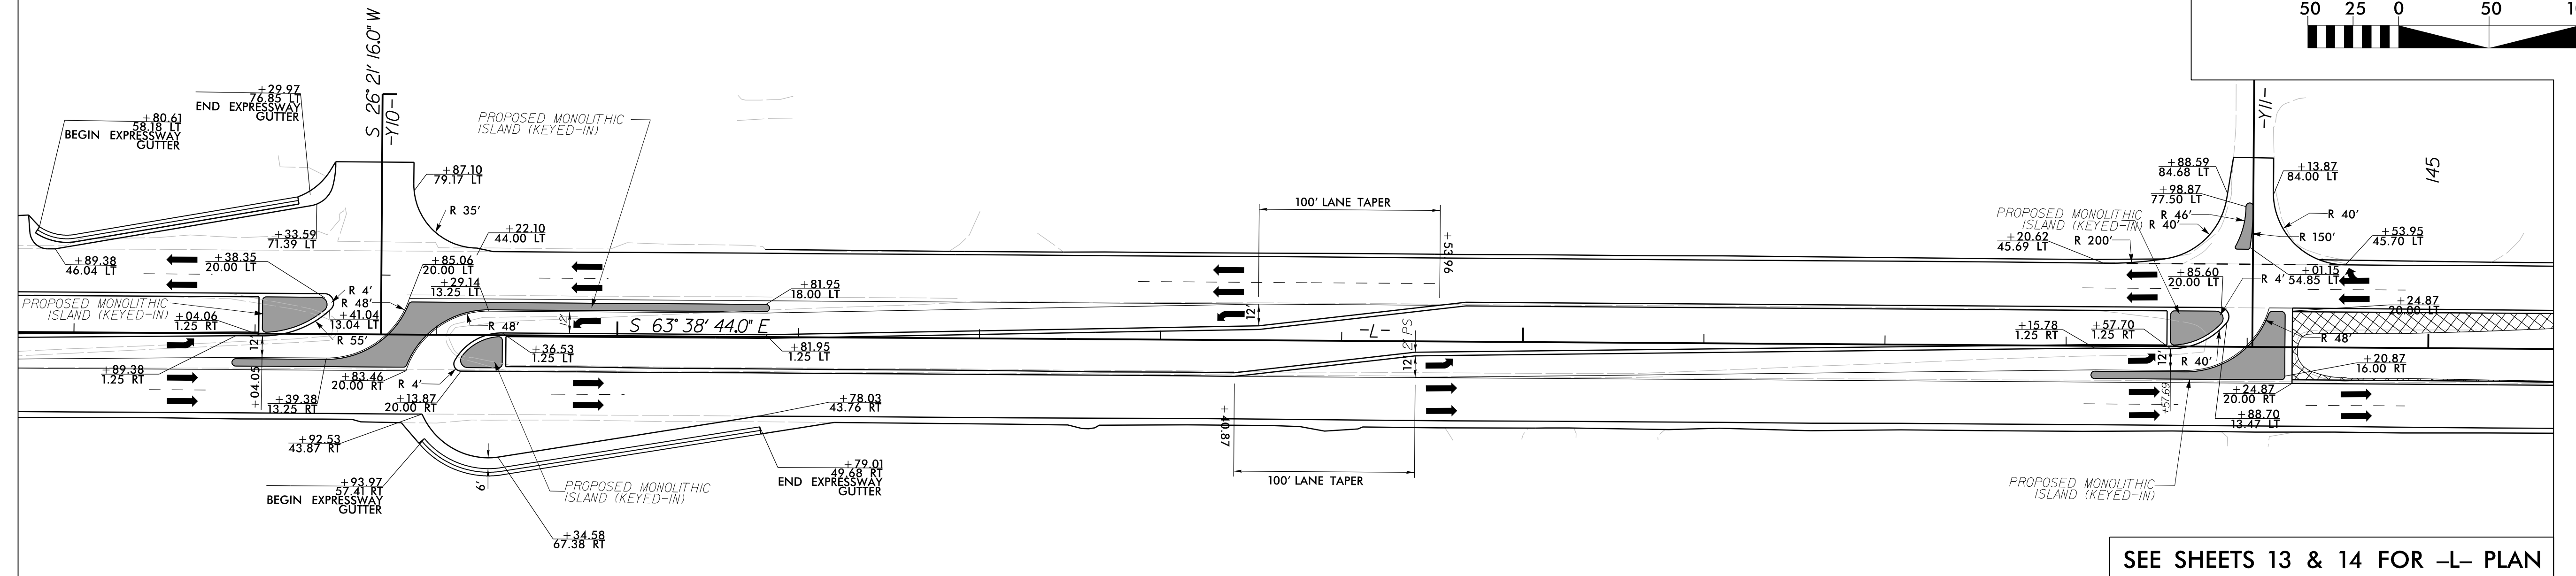 50 25 0 50
S 26° 21' 16.0" W
-Y10-
+29.97
76.85 LT
END EXPRESSWAY
GUTTER
+80.61
58.18 LT
BEGIN EXPRESSWAY
GUTTER
PROPOSED MONOLITHIC
ISLAND (KEYED-IN)
+87.10
79.17 LT
R 35'
+22.10
44.00 LT
+33.59
71.39 LT
+89.38
46.04 LT
+38.35
20.00 LT
+85.06
20.00 LT
+29.14
13.25 LT
+81.95
18.00 LT
PROPOSED MONOLITHIC
ISLAND (KEYED-IN)
R 4'
R 48'
+41.04
13.04 LT
R 55'
+04.06
1.25 RT
12'
12'
R 48'
S 63° 38' 44.0" E
+36.53
1.25 LT
+81.95
1.25 LT
+89.38
1.25 RT
+04.05
+39.38
13.25 RT
+83.46
20.00 RT
R 4'
+13.87
20.00 RT
+92.53
43.87 RT
+93.97
57.41 RT
BEGIN EXPRESSWAY
GUTTER
6'
PROPOSED MONOLITHIC
ISLAND (KEYED-IN)
+34.58
67.38 RT
+78.03
43.76 RT
+79.01
49.68 RT
END EXPRESSWAY
GUTTER
100' LANE TAPER
+53.96
12'
-L-
2' PS
12'
+40.87
100' LANE TAPER
-Y11-
145
+88.59
84.68 LT
+13.87
84.00 LT
+98.87
77.50 LT
PROPOSED MONOLITHIC
ISLAND (KEYED-IN)
R 46'
R 40'
R 40'
R 200'
R 150'
+20.62
45.69 LT
+53.95
45.70 LT
+85.60
20.00 LT
R 4'
+01.15
54.85 LT
+24.87
20.00 LT
+15.78
1.25 RT
+57.70
1.25 RT
R 48'
12'
R 40'
+20.87
16.00 RT
+57.69
+24.87
20.00 RT
+88.70
13.47 LT
PROPOSED MONOLITHIC
ISLAND (KEYED-IN)
SEE SHEETS 13 & 14 FOR -L- PLAN